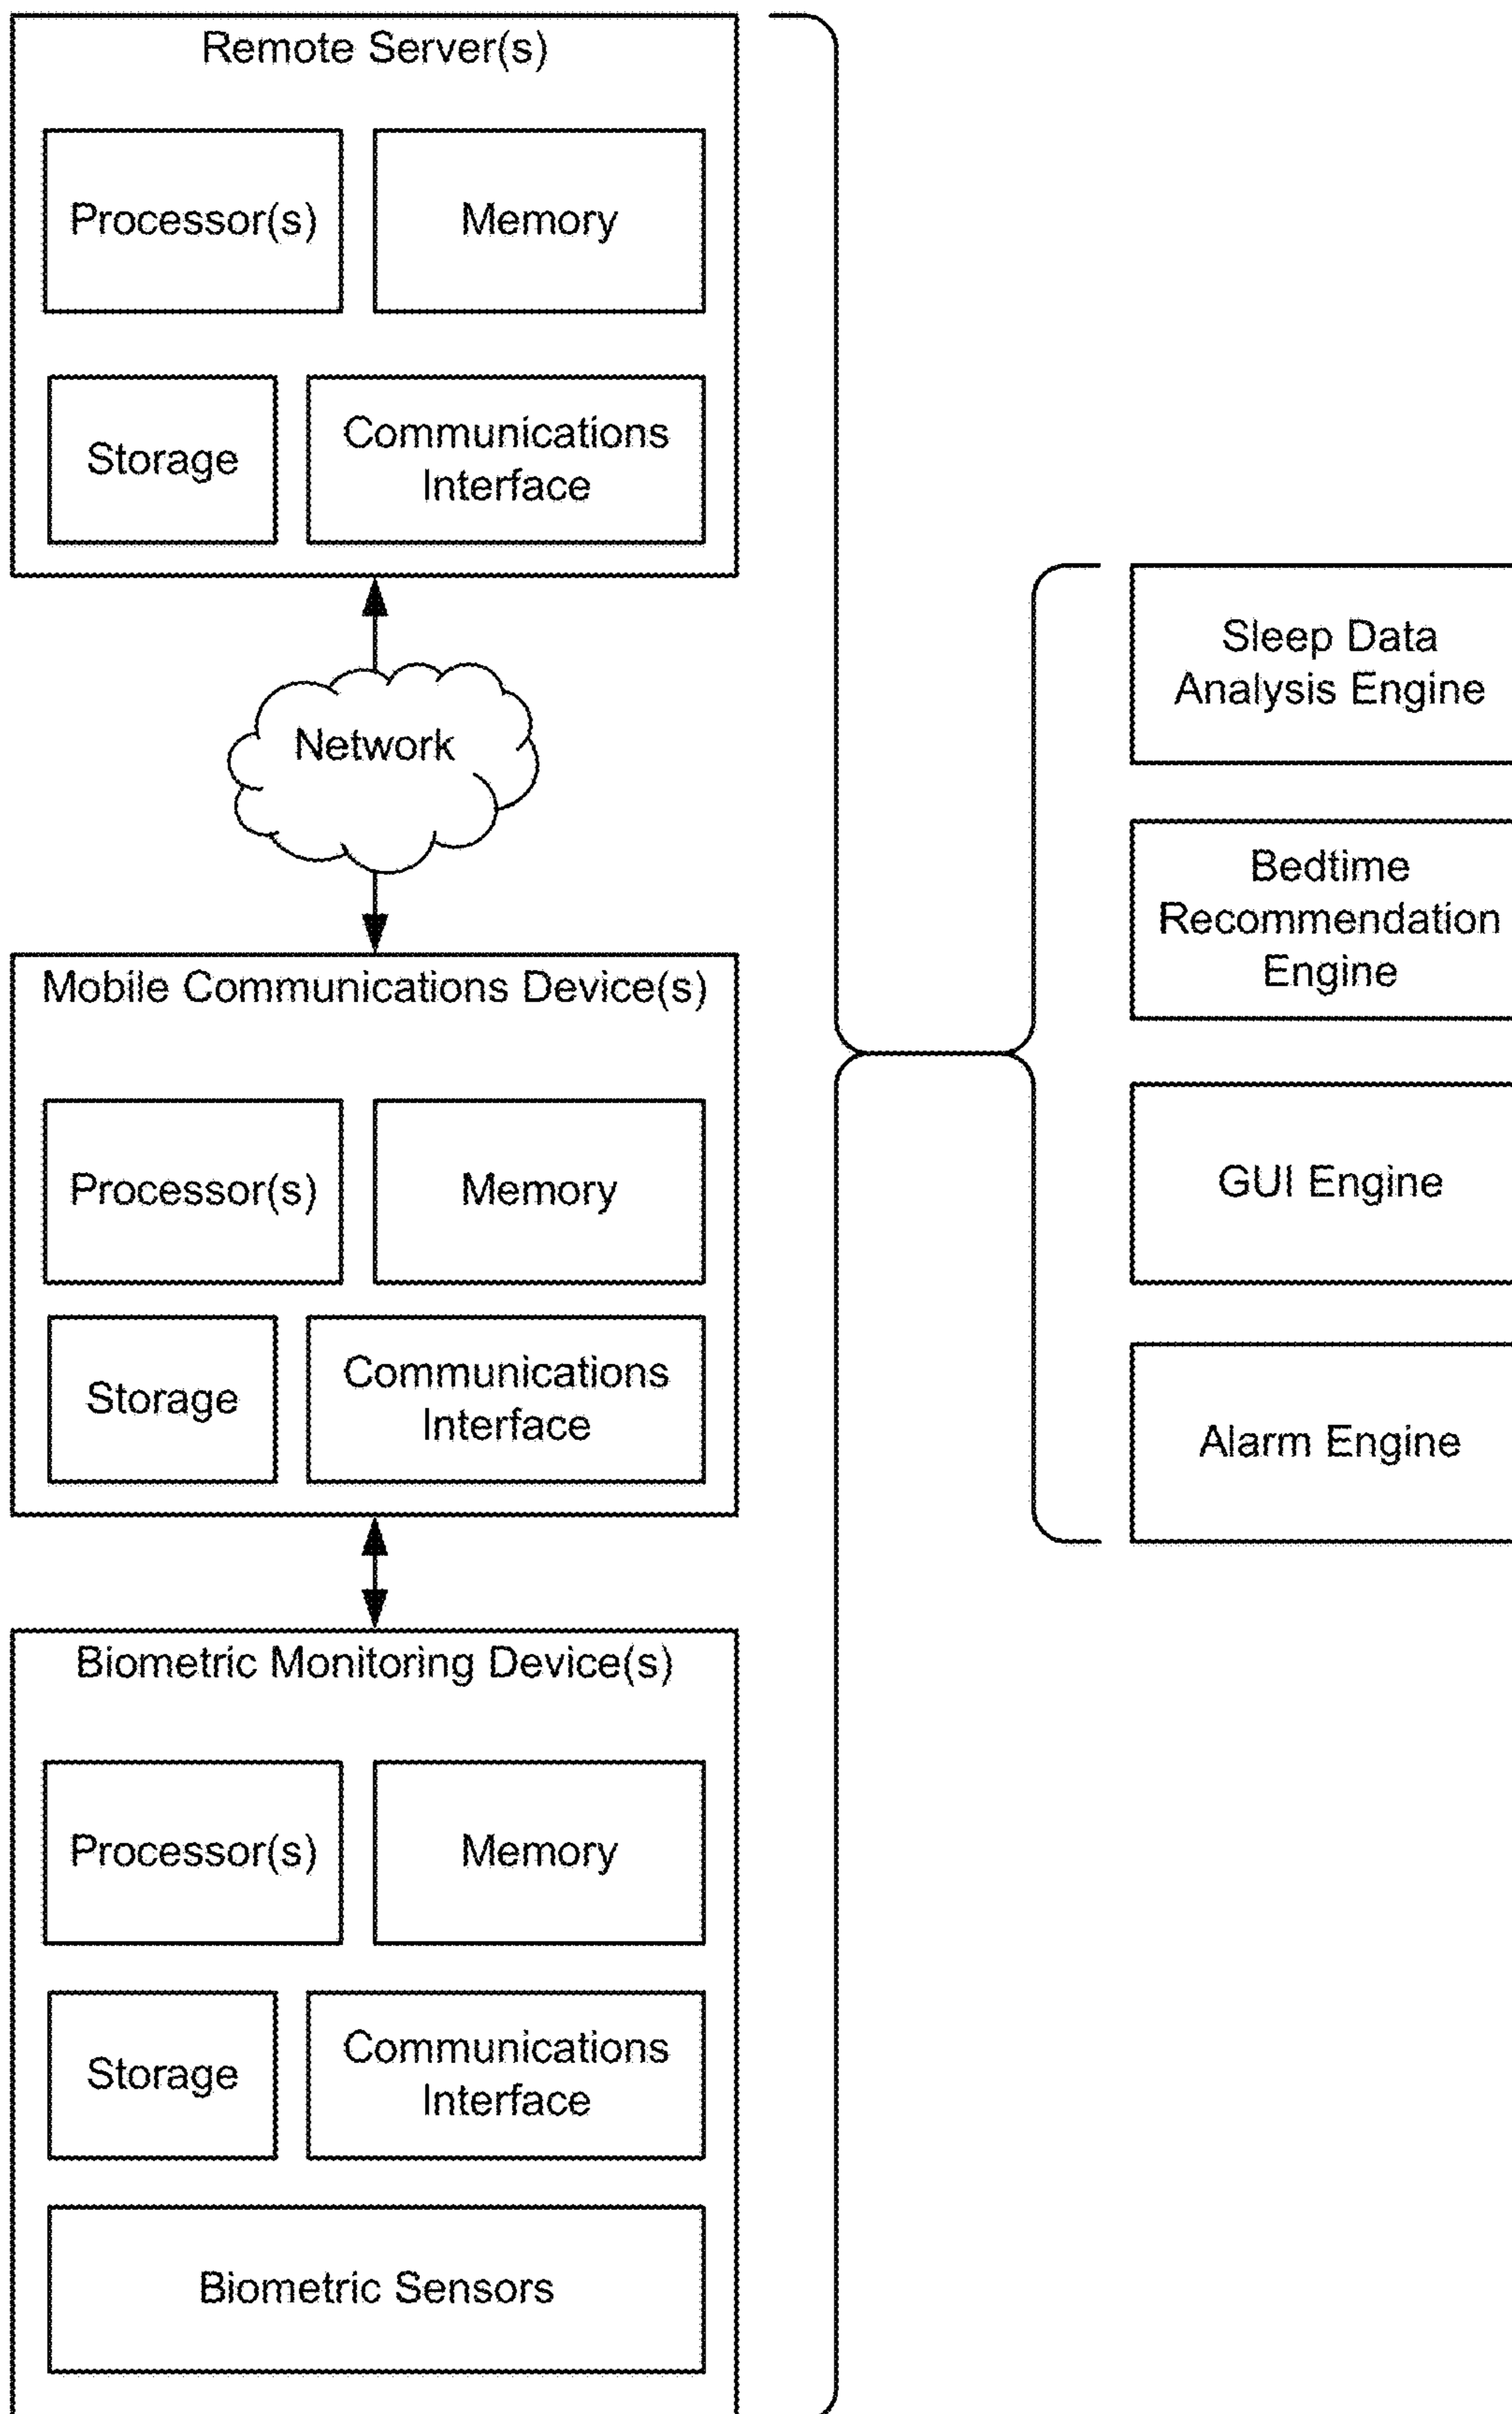 Remote Server(s)
Processor(s)
Memory
Storage
Communications
Interface
Network
Mobile Communications Device(s)
Processor(s)
Memory
Storage
Communications
Interface
Biometric Monitoring Device(s)
Processor(s)
Memory
Storage
Communications
Interface
Biometric Sensors
Sleep Data
Analysis Engine
Bedtime
Recommendation
Engine
GUI Engine
Alarm Engine